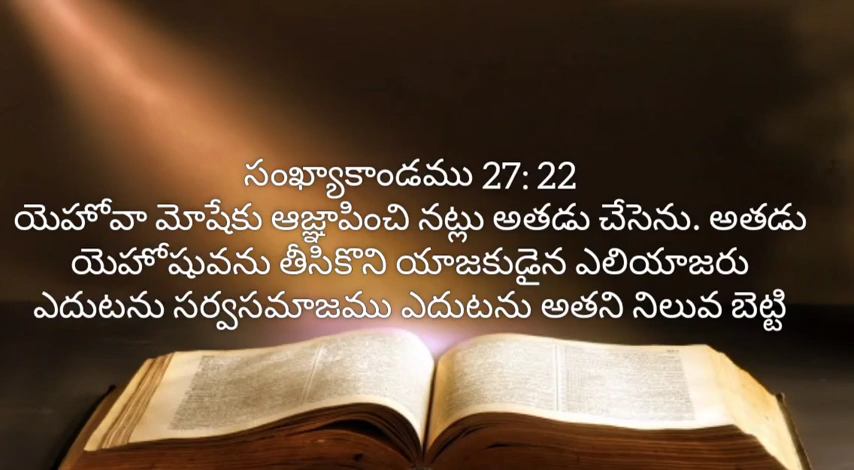 సంఖ్యాకాండము 27: 22
యెహోవా మోషేకు ఆజ్ఞాపించి నట్లు అతడు చేసెను. అతడు
యెహోషువను తీసికొని యాజకుడైన ఎలియాజరు
ఎదుటను సర్వసమాజము ఎదుటను అతని నిలువ బెట్టి